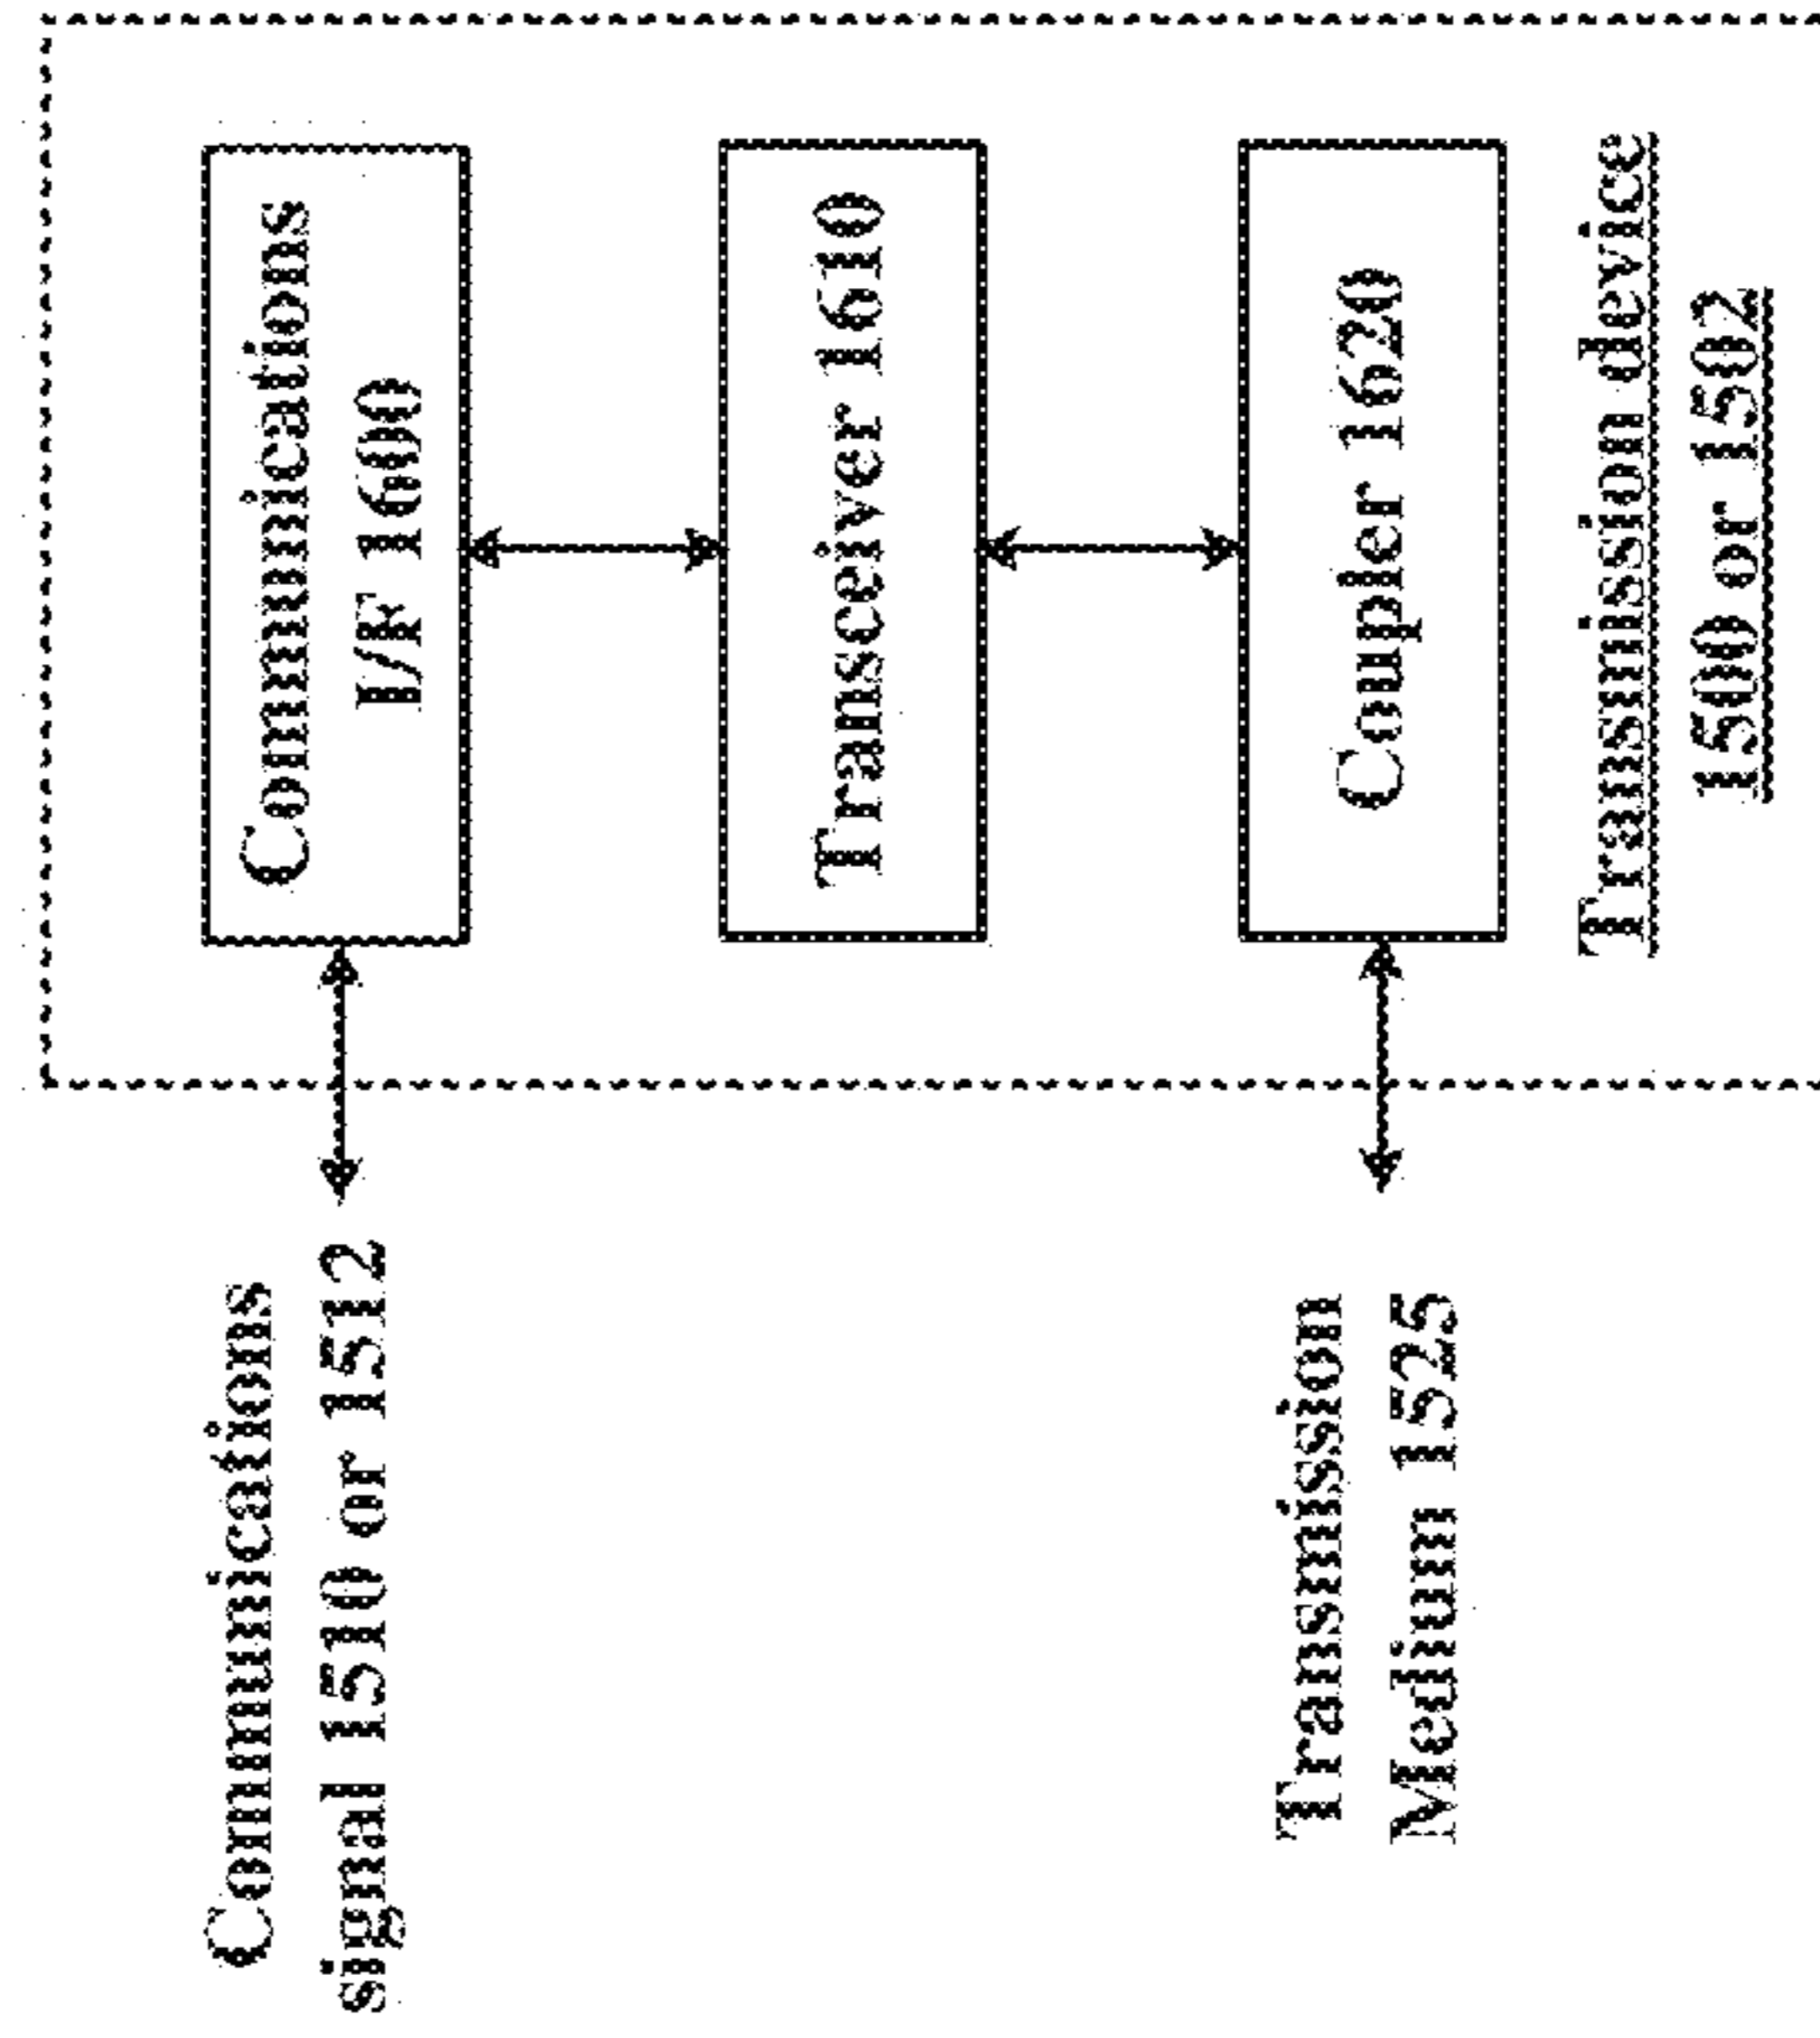 Communications
signal 1510 or 1512
Transmission
Medium 1525
Communications
I/F 1600
Transceiver 1610
Coupler 1620
Transmission device
1500 or 1502